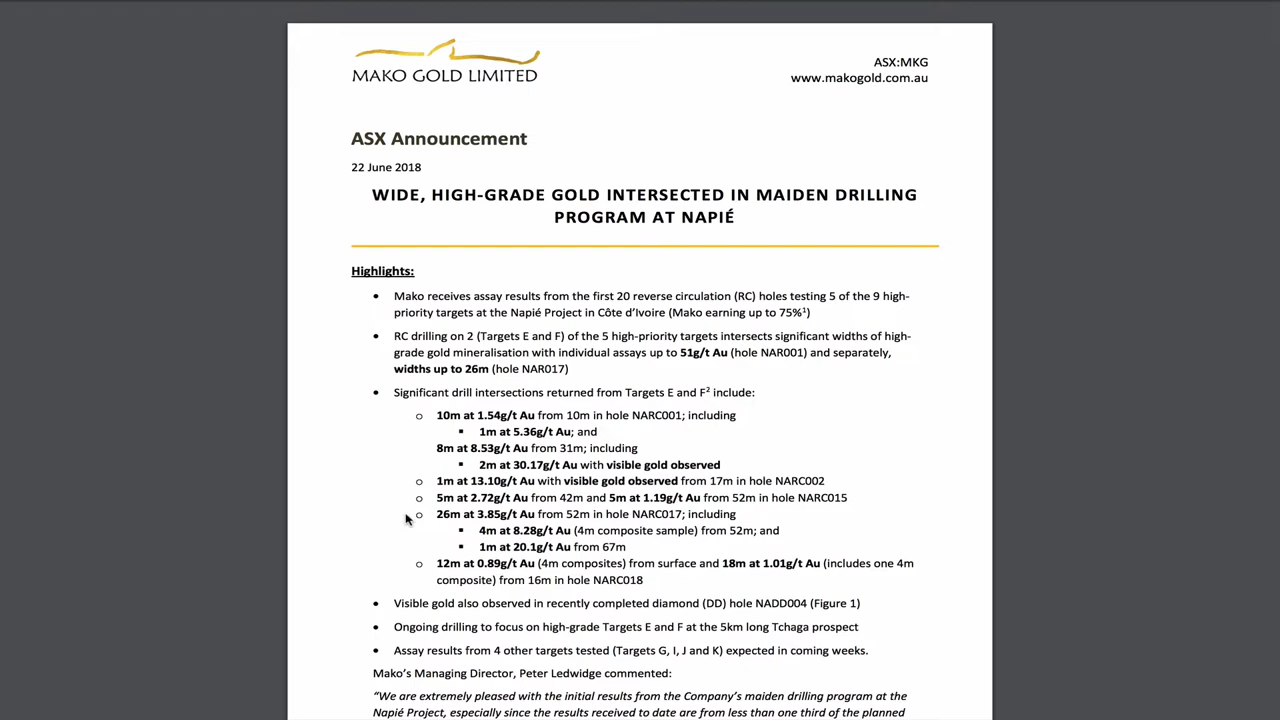 MAKO GOLD LIMITED
ASX:MKG
www.makogold.com.au
ASX Announcement
22 June 2018
WIDE, HIGH-GRADE GOLD INTERSECTED IN MAIDEN DRILLING
PROGRAM AT NAPIÉ
Highlights:
• Mako receives assay results from the first 20 reverse circulation (RC) holes testing 5 of the 9 high-
priority targets at the Napié Project in Côte d’Ivoire (Mako earning up to 75%¹)
• RC drilling on 2 (Targets E and F) of the 5 high-priority targets intersects significant widths of high-
grade gold mineralisation with individual assays up to 51g/t Au (hole NAR001) and separately,
widths up to 26m (hole NAR017)
• Significant drill intersections returned from Targets E and F² include:
o 10m at 1.54g/t Au from 10m in hole NARC001; including
▪ 1m at 5.36g/t Au; and
8m at 8.53g/t Au from 31m; including
▪ 2m at 30.17g/t Au with visible gold observed
o 1m at 13.10g/t Au with visible gold observed from 17m in hole NARC002
o 5m at 2.72g/t Au from 42m and 5m at 1.19g/t Au from 52m in hole NARC015
o 26m at 3.85g/t Au from 52m in hole NARC017; including
▪ 4m at 8.28g/t Au (4m composite sample) from 52m; and
▪ 1m at 20.1g/t Au from 67m
o 12m at 0.89g/t Au (4m composites) from surface and 18m at 1.01g/t Au (includes one 4m
composite) from 16m in hole NARC018
• Visible gold also observed in recently completed diamond (DD) hole NADD004 (Figure 1)
• Ongoing drilling to focus on high-grade Targets E and F at the 5km long Tchaga prospect
• Assay results from 4 other targets tested (Targets G, I, J and K) expected in coming weeks.
Mako’s Managing Director, Peter Ledwidge commented:
“We are extremely pleased with the initial results from the Company’s maiden drilling program at the
Napié Project, especially since the results received to date are from less than one third of the planned